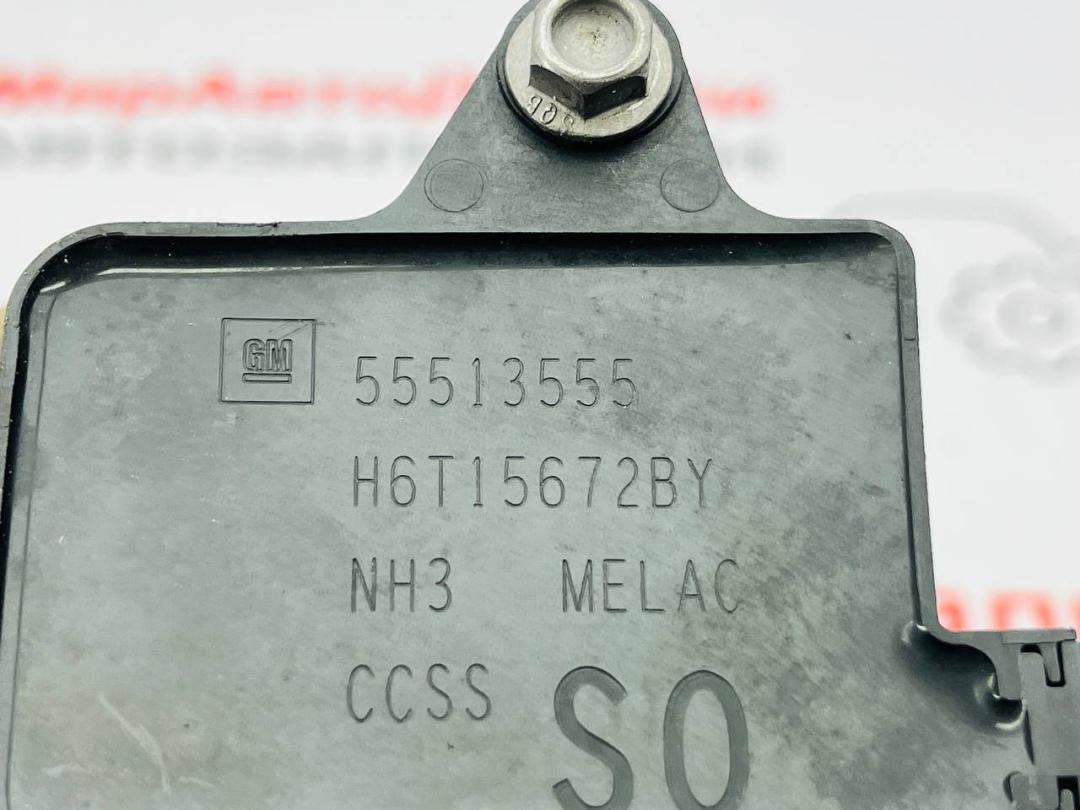 GM 55513555
H6T15672BY
NH3 MELAC
CCSS
SO